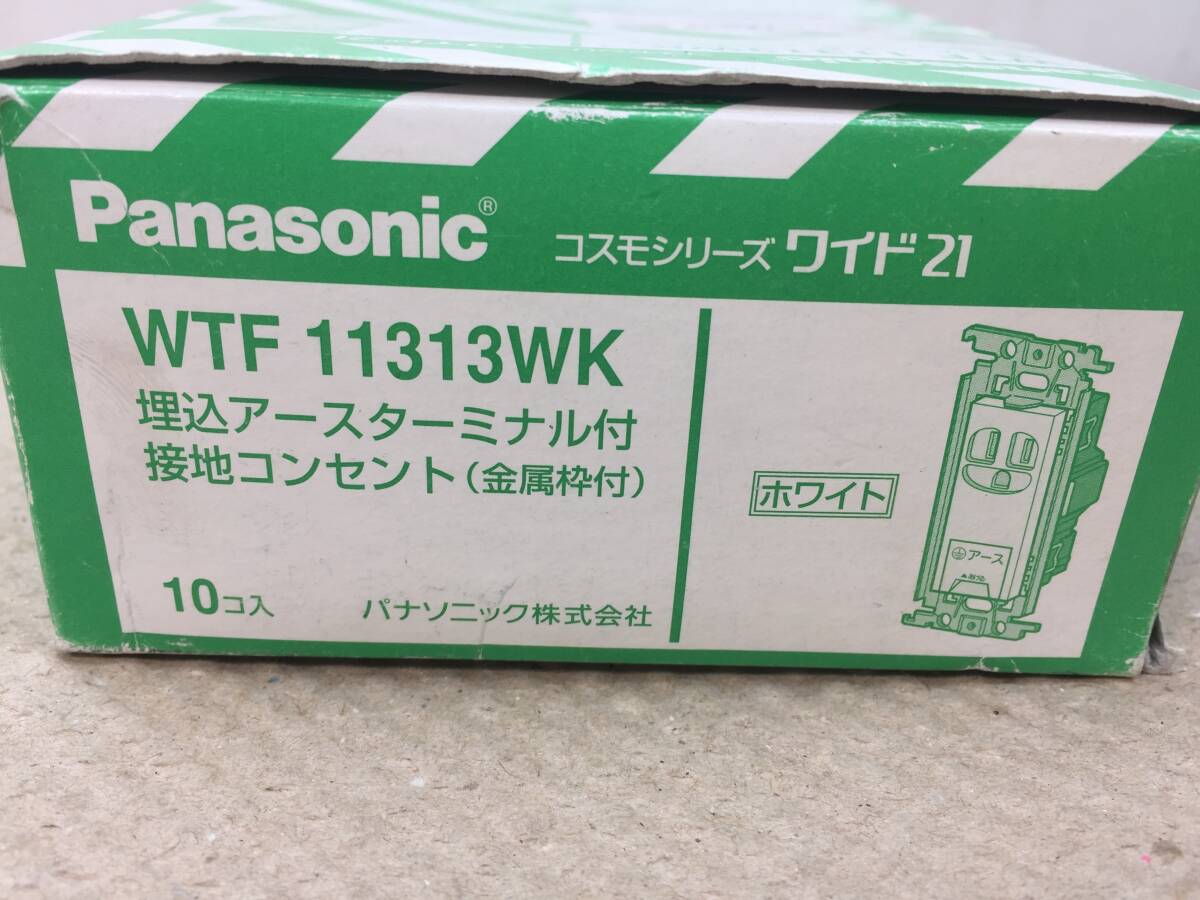 Panasonic®
コスモシリーズ ワイド21
WTF 11313WK
埋込アースターミナル付
接地コンセント(金属枠付)
10コ入
パナソニック株式会社
ホワイト
アース